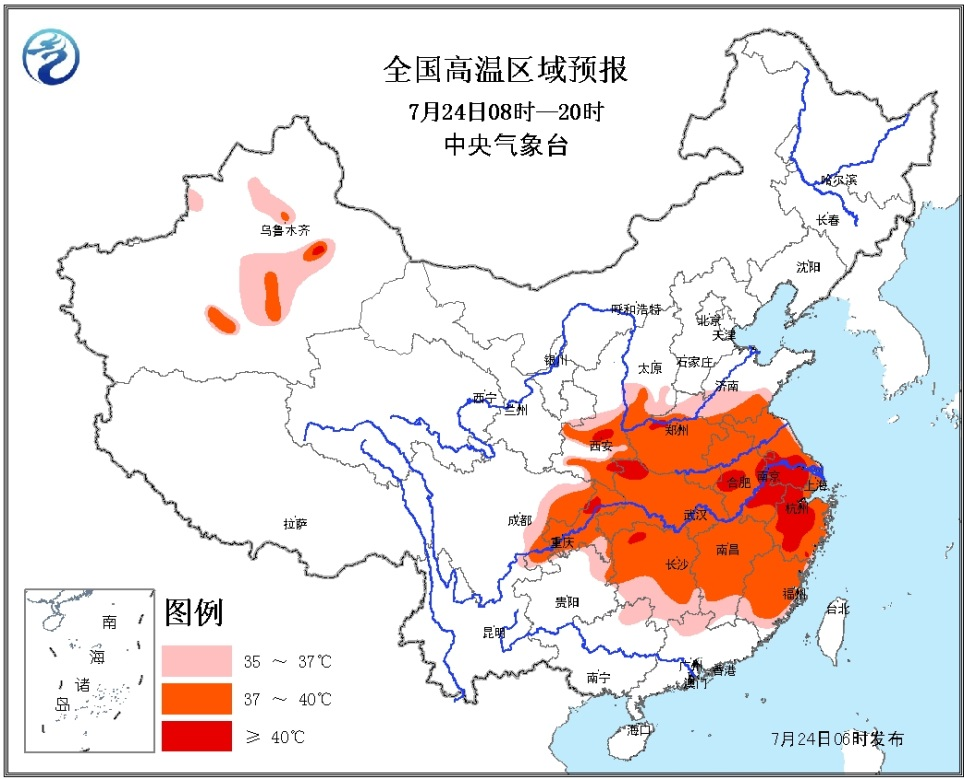 全国高温区域预报
7月24日08时—20时
中央气象台
哈尔滨
长春
乌鲁水齐
沈阳
呼和浩特
北京
天津
银川
太原
石家庄
济南
西宁
兰州
郑州
西安
合肥
南京
上海
成都
武汉
杭州
拉萨
重庆
南昌
长沙
福州
贵阳
台北
昆明
广州
香港
澳门
南宁
海口
南
海
诸
岛
图例
35 ~ 37℃
37 ~ 40℃
≥ 40℃
7月24日06时发布